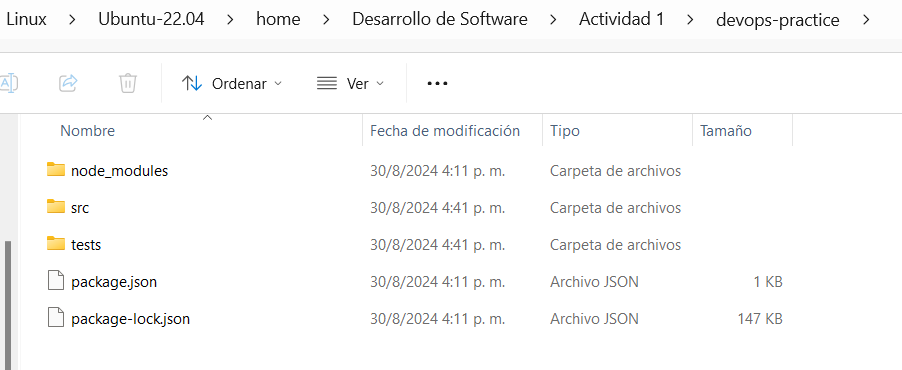 Linux > Ubuntu-22.04 > home > Desarrollo de Software > Actividad 1 > devops-practice >
A Ordenar Ver ...
Nombre Fecha de modificación Tipo Tamaño
node_modules 30/8/2024 4:11 p. m. Carpeta de archivos
src 30/8/2024 4:41 p. m. Carpeta de archivos
tests 30/8/2024 4:41 p. m. Carpeta de archivos
package.json 30/8/2024 4:11 p. m. Archivo JSON 1 KB
package-lock.json 30/8/2024 4:11 p. m. Archivo JSON 147 KB